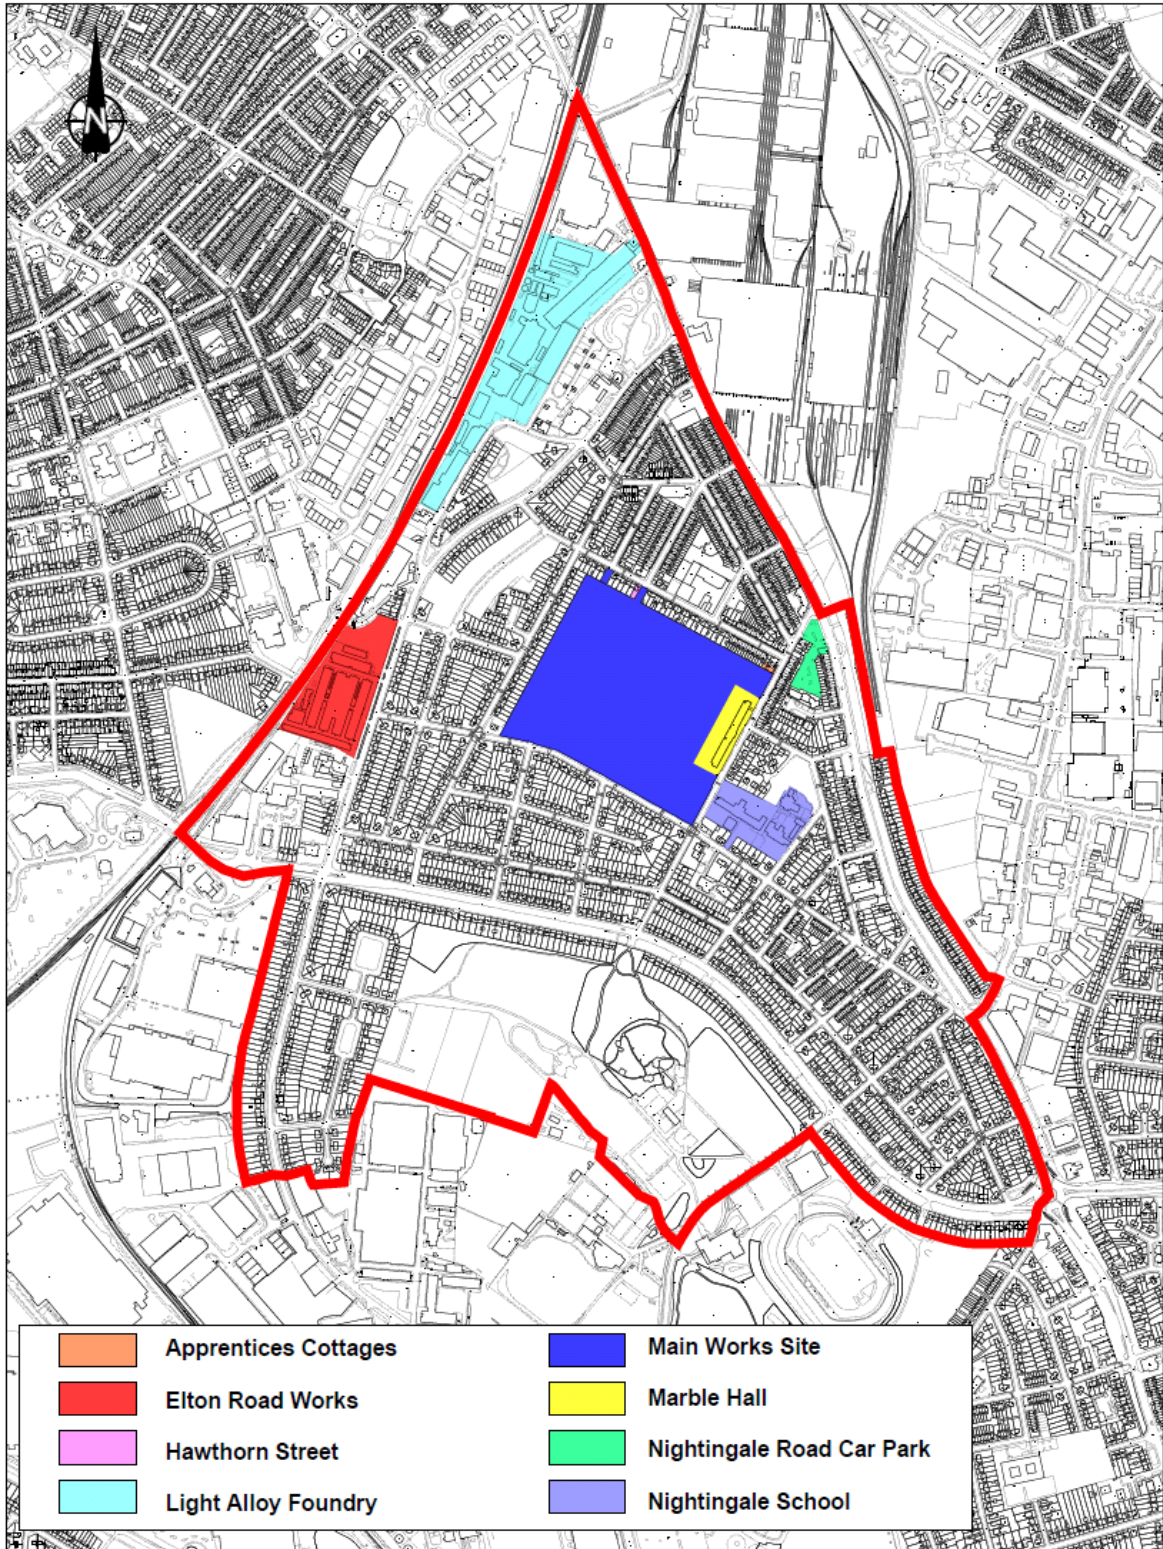 N
Apprentices Cottages
Elton Road Works
Hawthorn Street
Light Alloy Foundry
Main Works Site
Marble Hall
Nightingale Road Car Park
Nightingale School